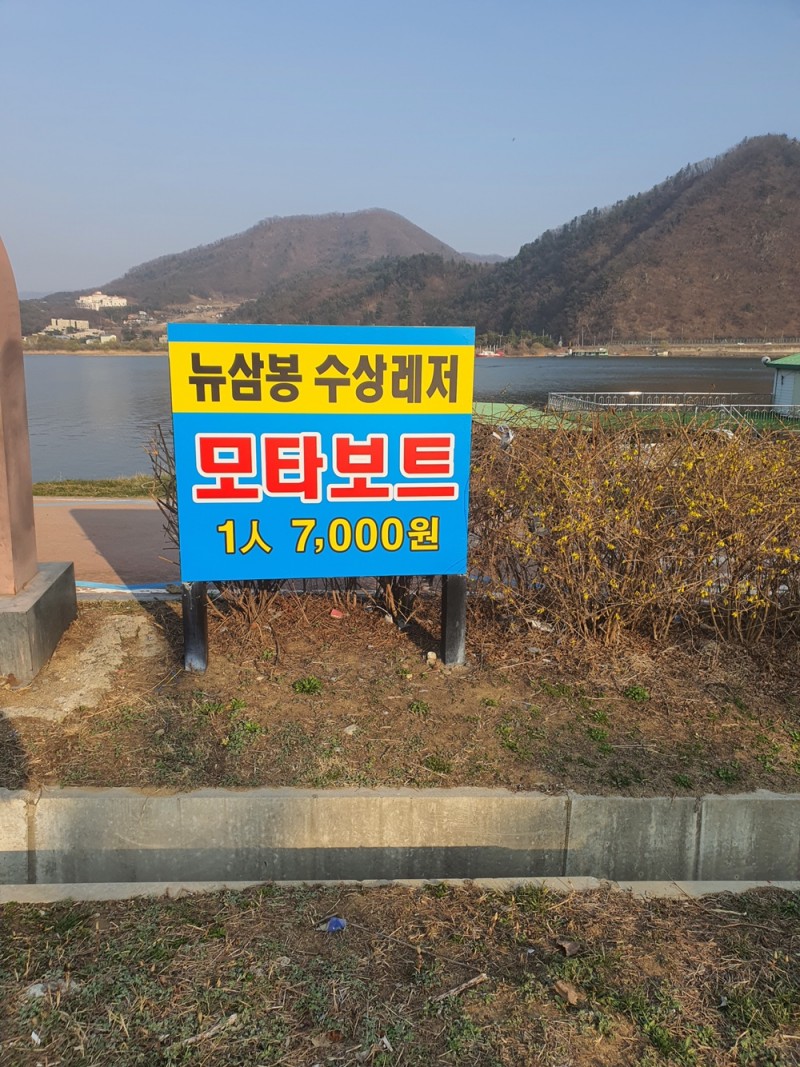 뉴삼봉 수상레저
모타보트
1人 7,000원